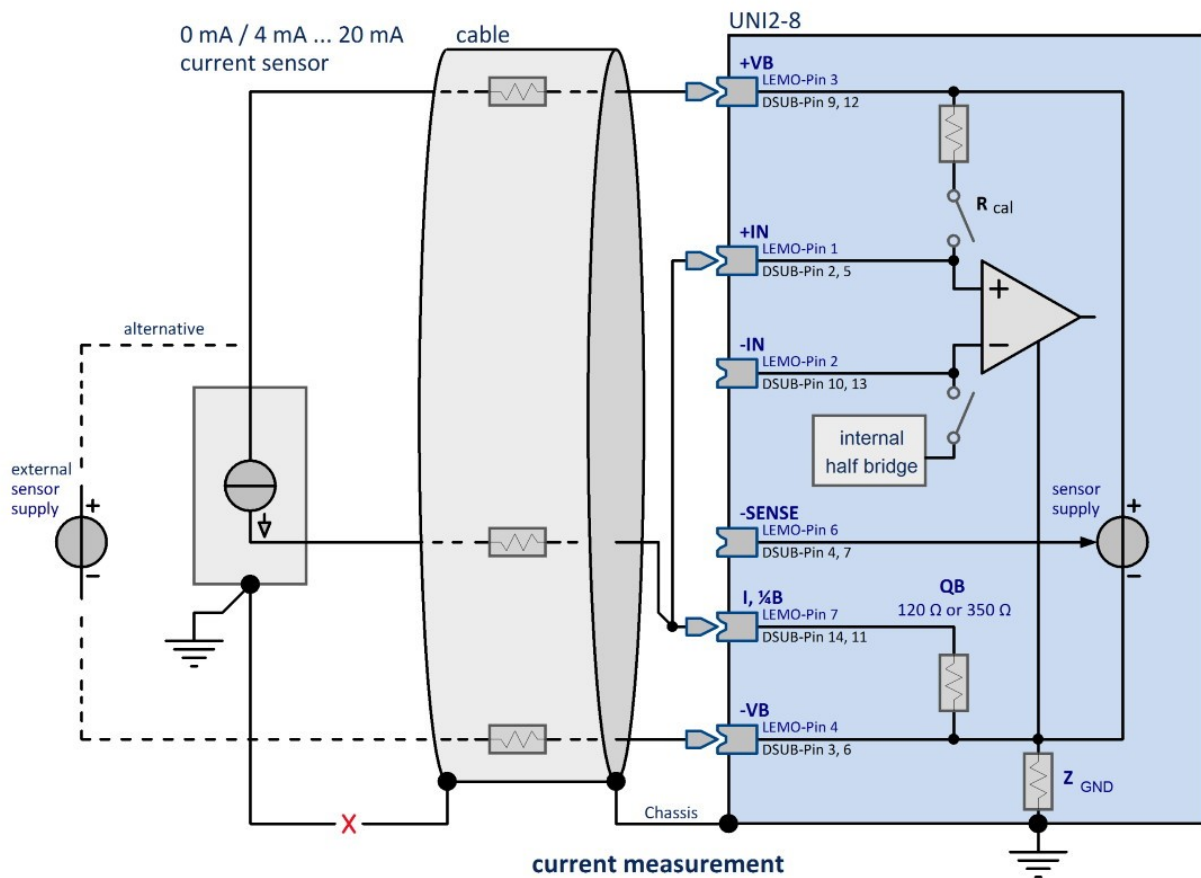 UNI2-8
0 mA / 4 mA ... 20 mA
current sensor
cable
+VB
LEMO-Pin 3
DSUB-Pin 9, 12
R cal
+IN
LEMO-Pin 1
DSUB-Pin 2, 5
+
alternative
-IN
LEMO-Pin 2
DSUB-Pin 10, 13
−
internal
half bridge
external
sensor
supply
+
−
-SENSE
LEMO-Pin 6
DSUB-Pin 4, 7
sensor
supply
+
−
I, ¼B
LEMO-Pin 7
DSUB-Pin 14, 11
QB
120 Ω or 350 Ω
-VB
LEMO-Pin 4
DSUB-Pin 3, 6
Z GND
X
Chassis
current measurement